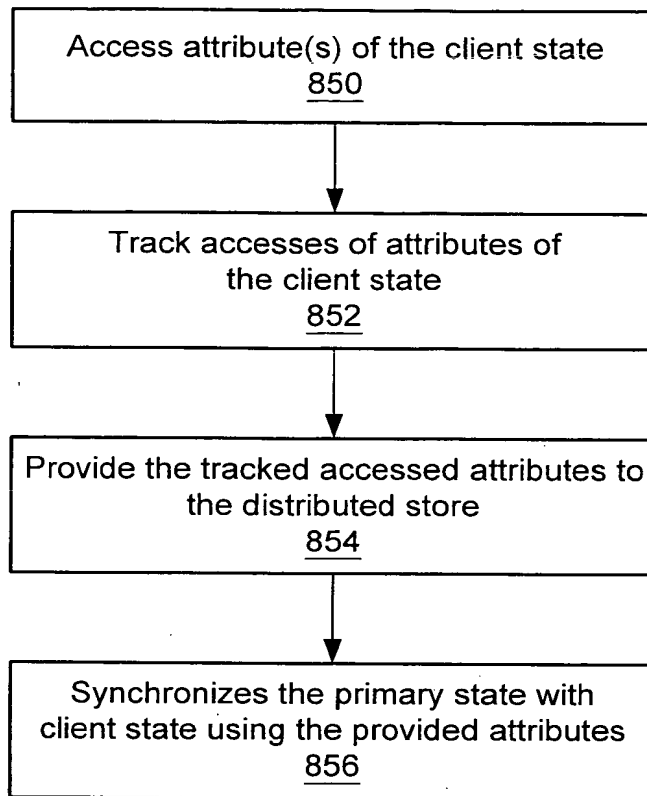 Access attribute(s) of the client state
850
Track accesses of attributes of
the client state
852
Provide the tracked accessed attributes to
the distributed store
854
Synchronizes the primary state with
client state using the provided attributes
856